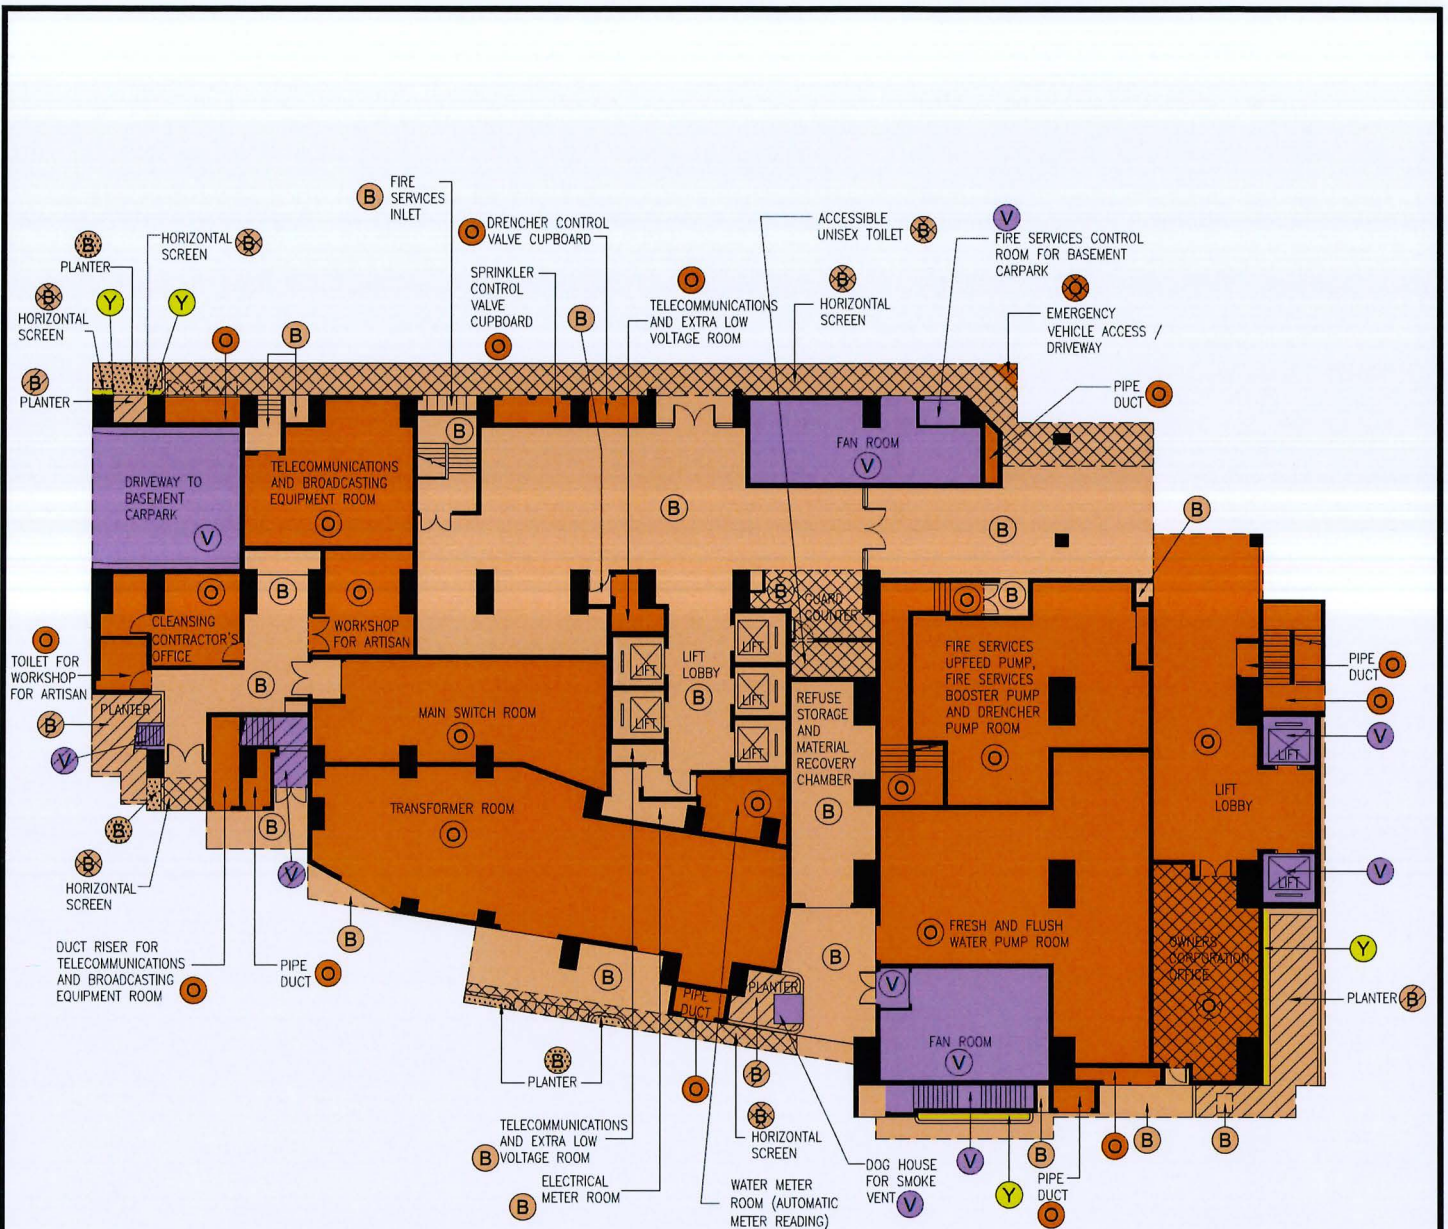 B
FIRE
SERVICES
INLET
O
DRENCHER CONTROL
VALVE CUPBOARD
SPRINKLER
CONTROL
VALVE
CUPBOARD
O
B
O
TELECOMMUNICATIONS
AND EXTRA LOW
VOLTAGE ROOM
ACCESSIBLE
UNISEX TOILET
B
B
HORIZONTAL
SCREEN
V
FIRE SERVICES CONTROL
ROOM FOR BASEMENT
CARPARK
O
EMERGENCY
VEHICLE ACCESS /
DRIVEWAY
PIPE
DUCT
O
B
PLANTER
HORIZONTAL
SCREEN
B
B
HORIZONTAL
SCREEN
Y
Y
O
B
B
PLANTER
DRIVEWAY TO
BASEMENT
CARPARK
V
TELECOMMUNICATIONS
AND BROADCASTING
EQUIPMENT ROOM
O
B
B
FAN ROOM
V
B
B
O
CLEANSING
CONTRACTOR'S
OFFICE
B
O
WORKSHOP
FOR ARTISAN
B
GUARD
COUNTER
O
B
O
TOILET FOR
WORKSHOP
FOR ARTISAN
B
PLANTER
B
V
MAIN SWITCH ROOM
O
LIFT
LIFT
LIFT
LOBBY
B
LIFT
LIFT
LIFT
REFUSE
STORAGE
AND
MATERIAL
RECOVERY
CHAMBER
B
FIRE SERVICES
UPFEED PUMP,
FIRE SERVICES
BOOSTER PUMP
AND DRENCHER
PUMP ROOM
O
O
PIPE
DUCT
O
O
V
LIFT
O
LIFT
LOBBY
V
LIFT
TRANSFORMER ROOM
O
O
B
B
V
B
HORIZONTAL
SCREEN
DUCT RISER FOR
TELECOMMUNICATIONS
AND BROADCASTING
EQUIPMENT ROOM
O
PIPE
DUCT
O
B
B
PIPE
DUCT
PLANTER
B
O
FRESH AND FLUSH
WATER PUMP ROOM
OWNERS
CORPORATION
OFFICE
O
Y
PLANTER
B
V
FAN ROOM
V
B
PLANTER
O
B
B
HORIZONTAL
SCREEN
TELECOMMUNICATIONS
AND EXTRA LOW
VOLTAGE ROOM
B
ELECTRICAL
METER ROOM
B
WATER METER
ROOM (AUTOMATIC
METER READING)
DOG HOUSE
FOR SMOKE
VENT
V
V
Y
B
PIPE
DUCT
O
O
B
B